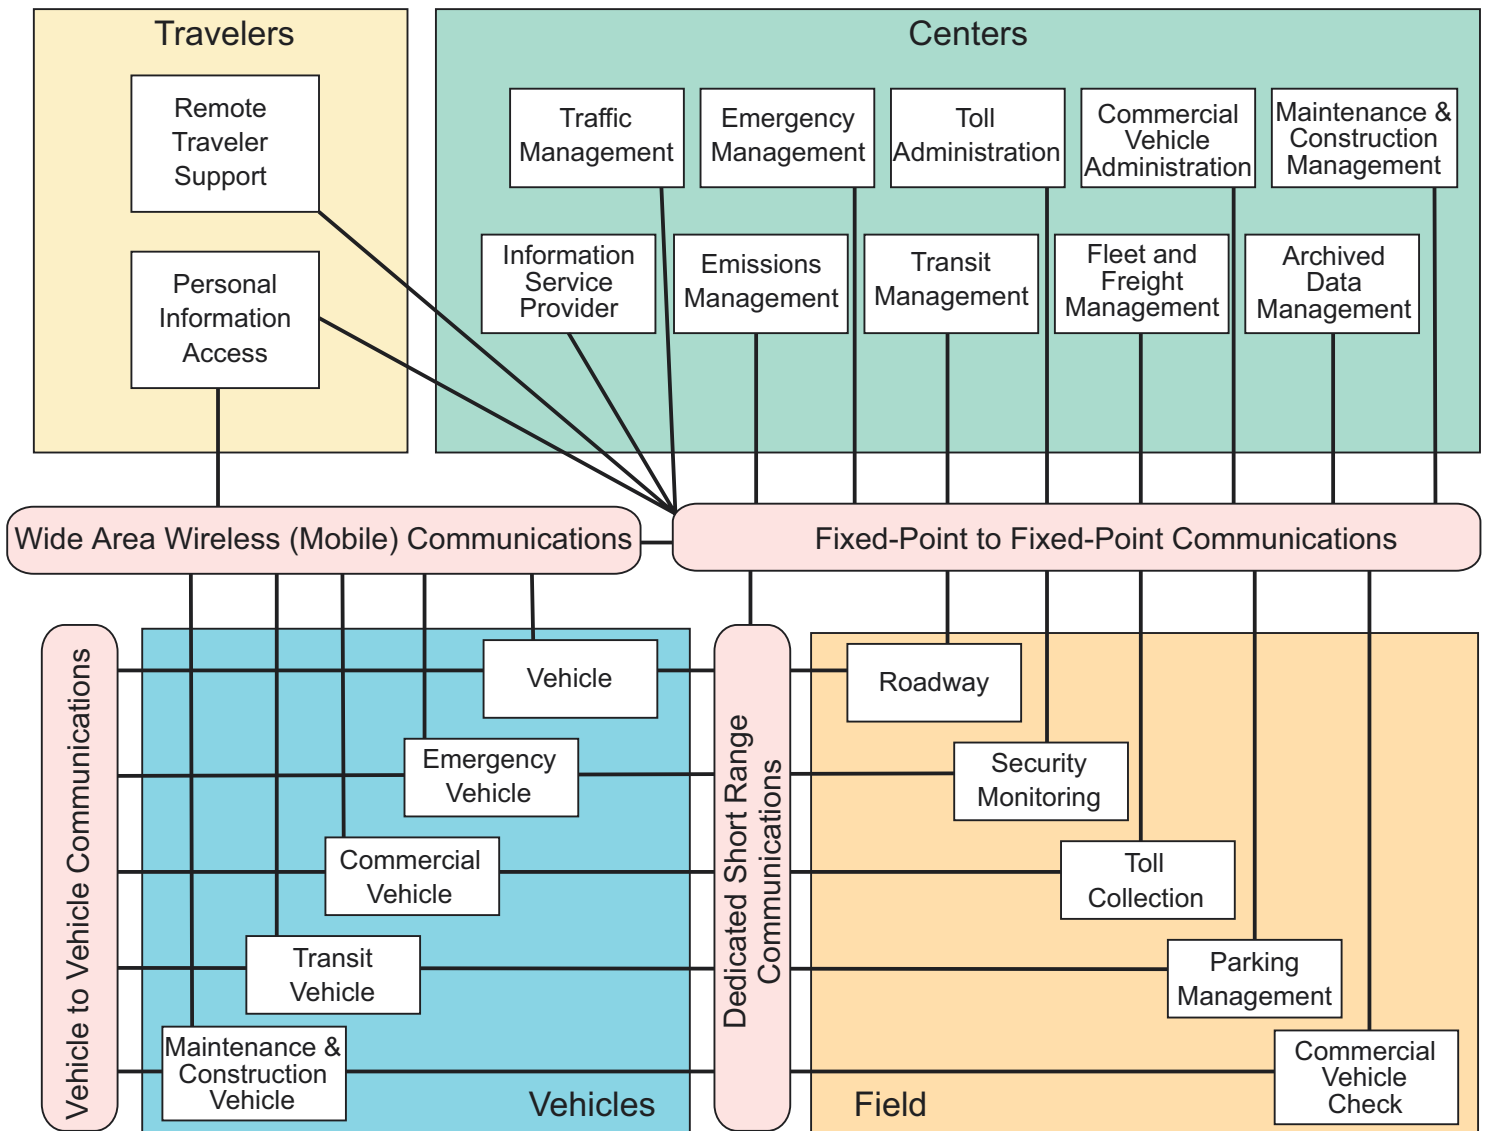 Travelers
Remote
Traveler
Support
Personal
Information
Access
Centers
Traffic
Management
Emergency
Management
Toll
Administration
Commercial
Vehicle
Administration
Maintenance &
Construction
Management
Information
Service
Provider
Emissions
Management
Transit
Management
Fleet and
Freight
Management
Archived
Data
Management
Wide Area Wireless (Mobile) Communications
Fixed-Point to Fixed-Point Communications
Vehicle to Vehicle Communications
Vehicle
Emergency
Vehicle
Commercial
Vehicle
Transit
Vehicle
Maintenance &
Construction
Vehicle
Vehicles
Dedicated Short Range
Communications
Roadway
Security
Monitoring
Toll
Collection
Parking
Management
Commercial
Vehicle
Check
Field